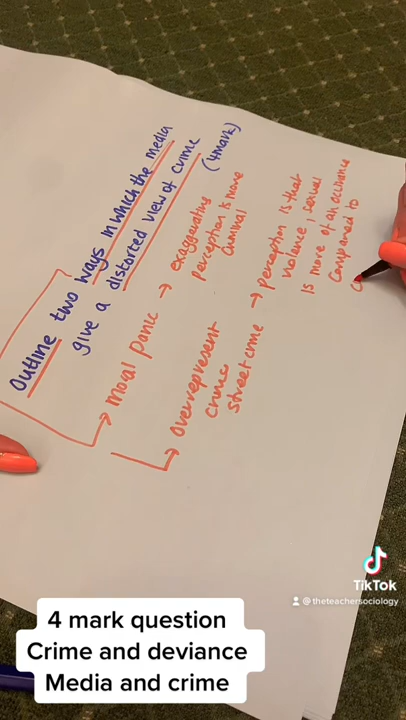 Outline two ways in which the media
give a distorted view of crime
(4mark)
Moral panic → exaggerating
perception is more
criminal
overrepresent
crime
street crime → perception is that
violence, sexual
is more of an occurance
compared to
TikTok
@theteachersociology
4 mark question
Crime and deviance
Media and crime